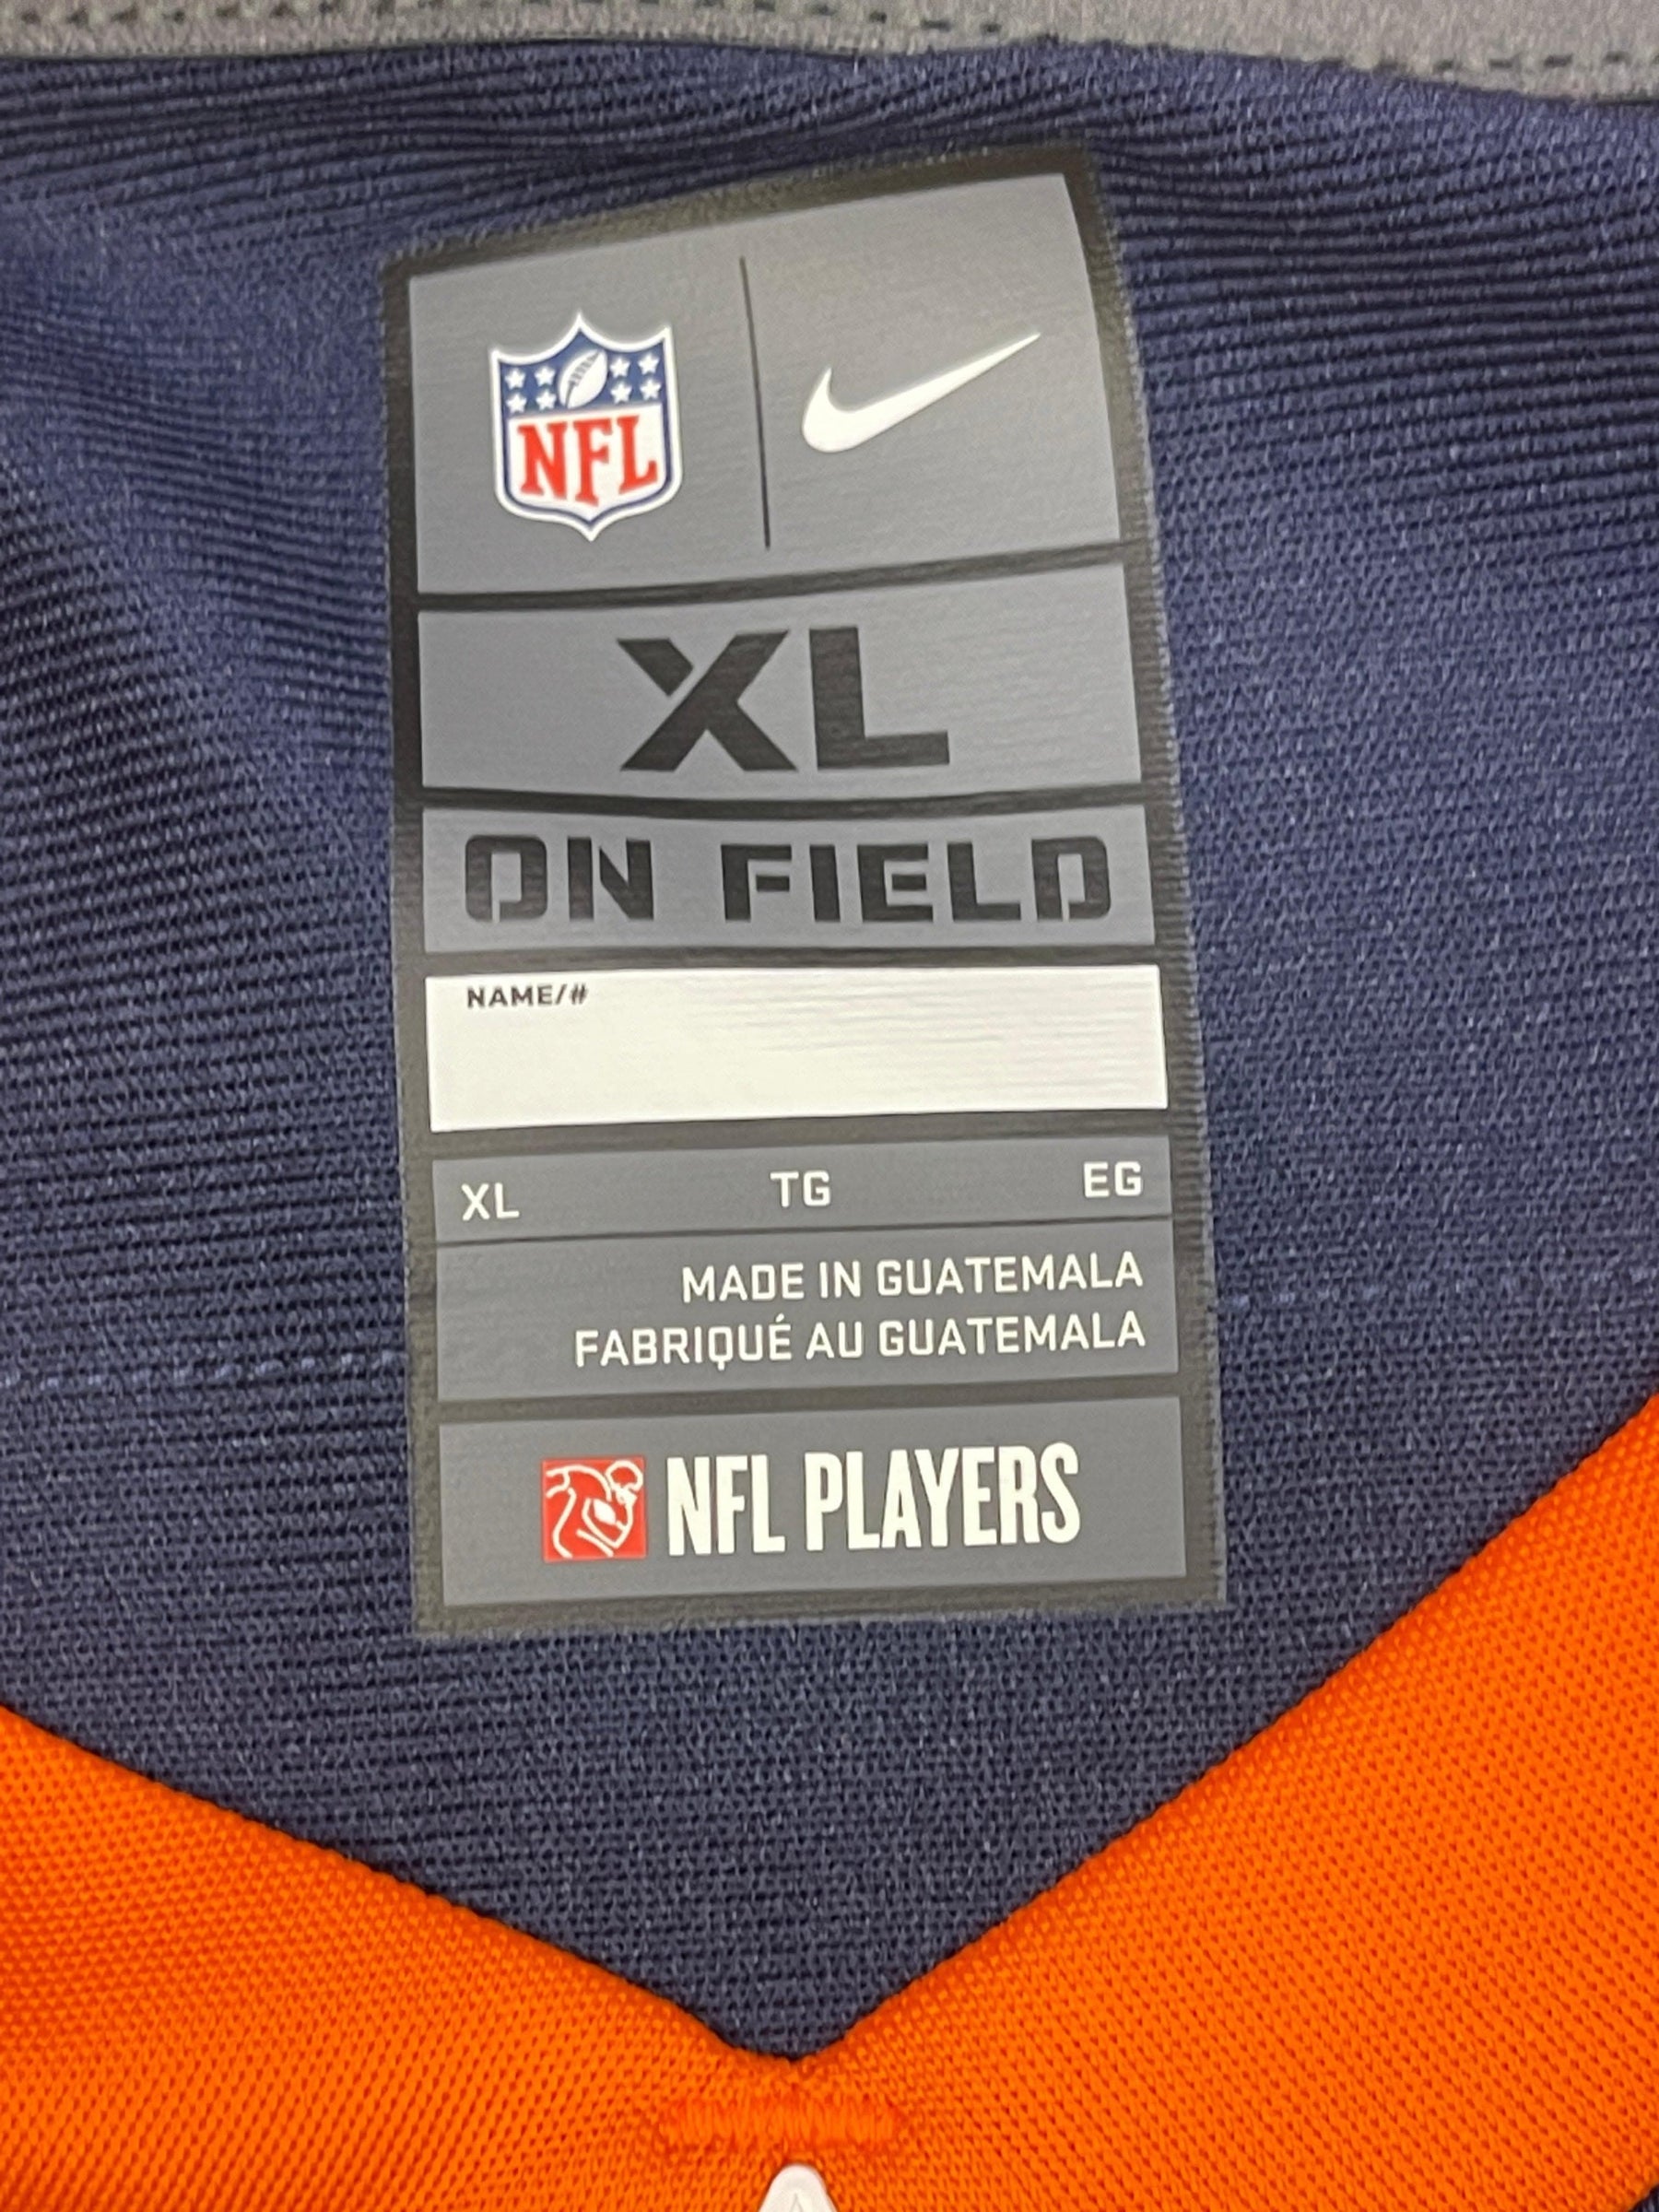 NFL
XL
ON FIELD
NAME/#
XL TG EG
MADE IN GUATEMALA
FABRIQUÉ AU GUATEMALA
NFL PLAYERS